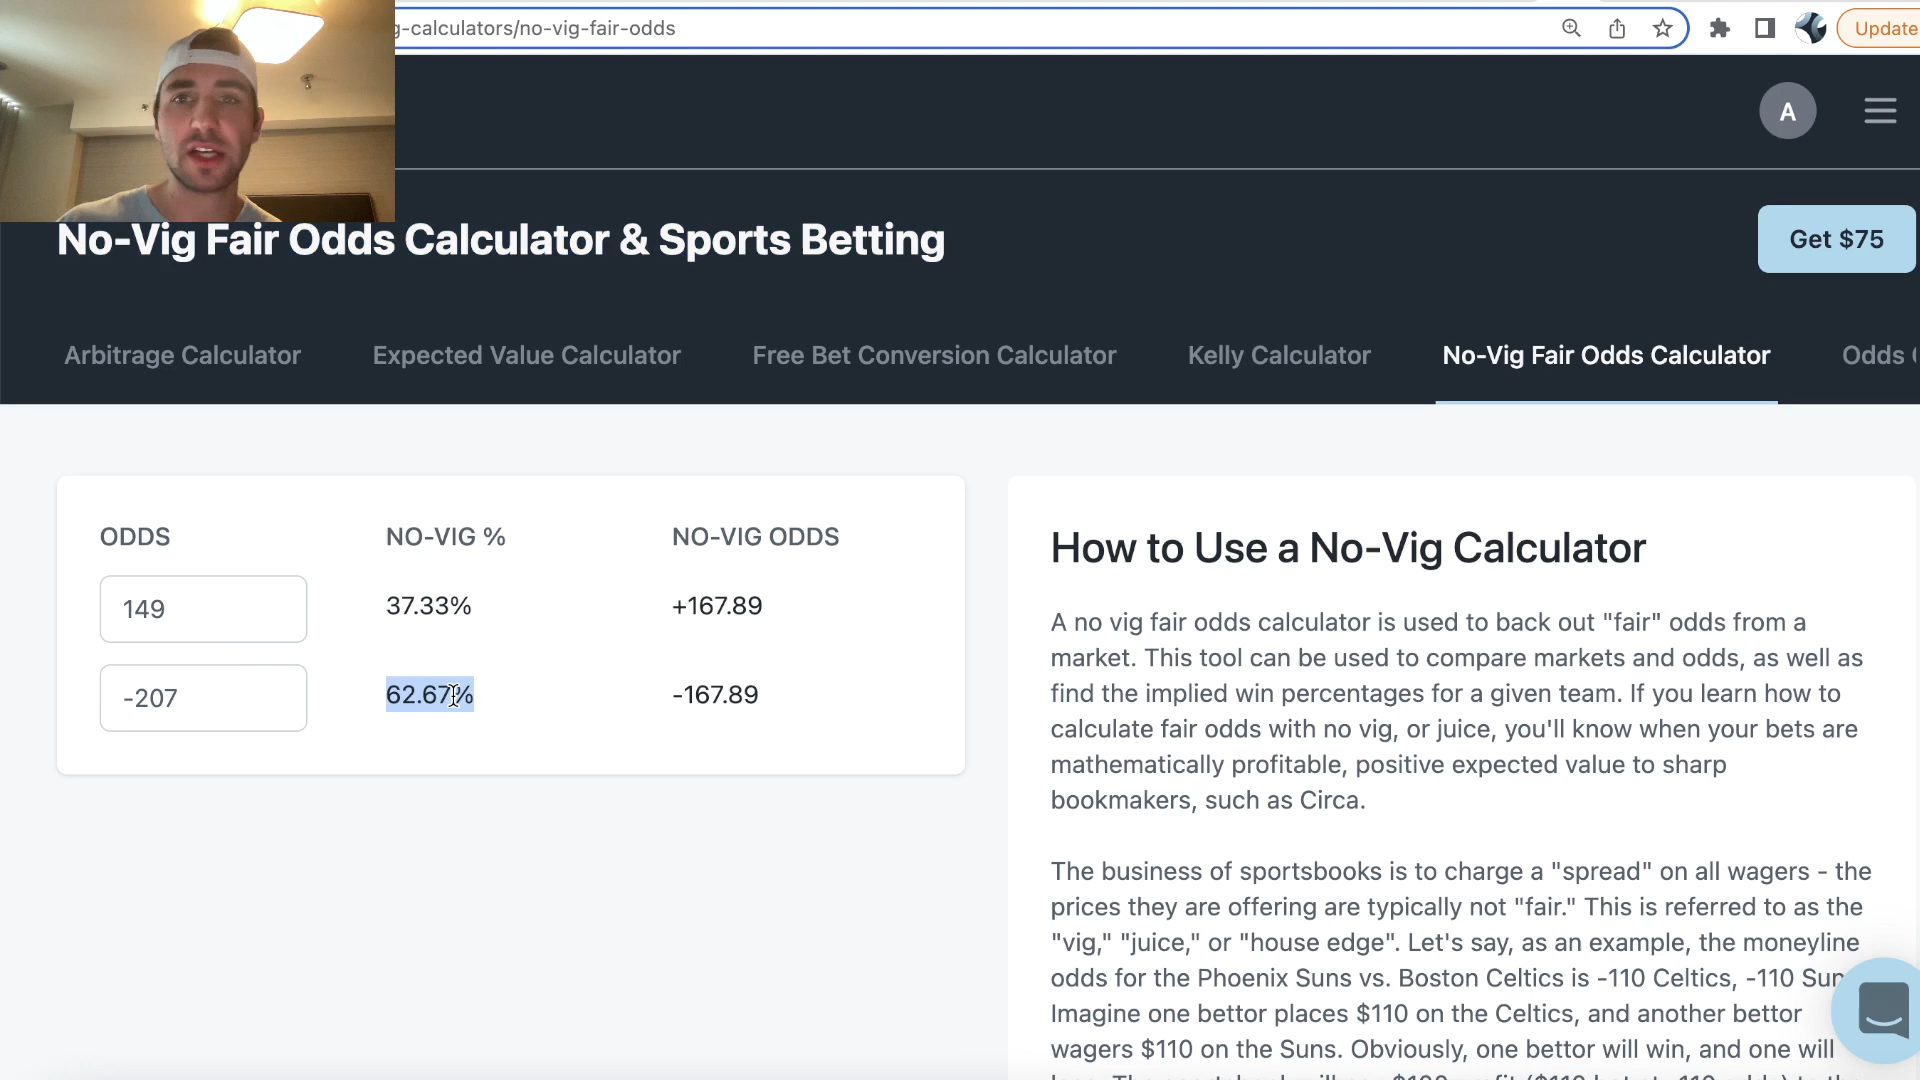 g-calculators/no-vig-fair-odds
Update
A
No-Vig Fair Odds Calculator & Sports Betting
Get $75
Arbitrage Calculator
Expected Value Calculator
Free Bet Conversion Calculator
Kelly Calculator
No-Vig Fair Odds Calculator
Odds
ODDS
NO-VIG %
NO-VIG ODDS
149
37.33%
+167.89
-207
62.67%
-167.89
How to Use a No-Vig Calculator
A no vig fair odds calculator is used to back out "fair" odds from a
market. This tool can be used to compare markets and odds, as well as
find the implied win percentages for a given team. If you learn how to
calculate fair odds with no vig, or juice, you'll know when your bets are
mathematically profitable, positive expected value to sharp
bookmakers, such as Circa.
The business of sportsbooks is to charge a "spread" on all wagers - the
prices they are offering are typically not "fair." This is referred to as the
"vig," "juice," or "house edge". Let's say, as an example, the moneyline
odds for the Phoenix Suns vs. Boston Celtics is -110 Celtics, -110 Sun
Imagine one bettor places $110 on the Celtics, and another bettor
wagers $110 on the Suns. Obviously, one bettor will win, and one will